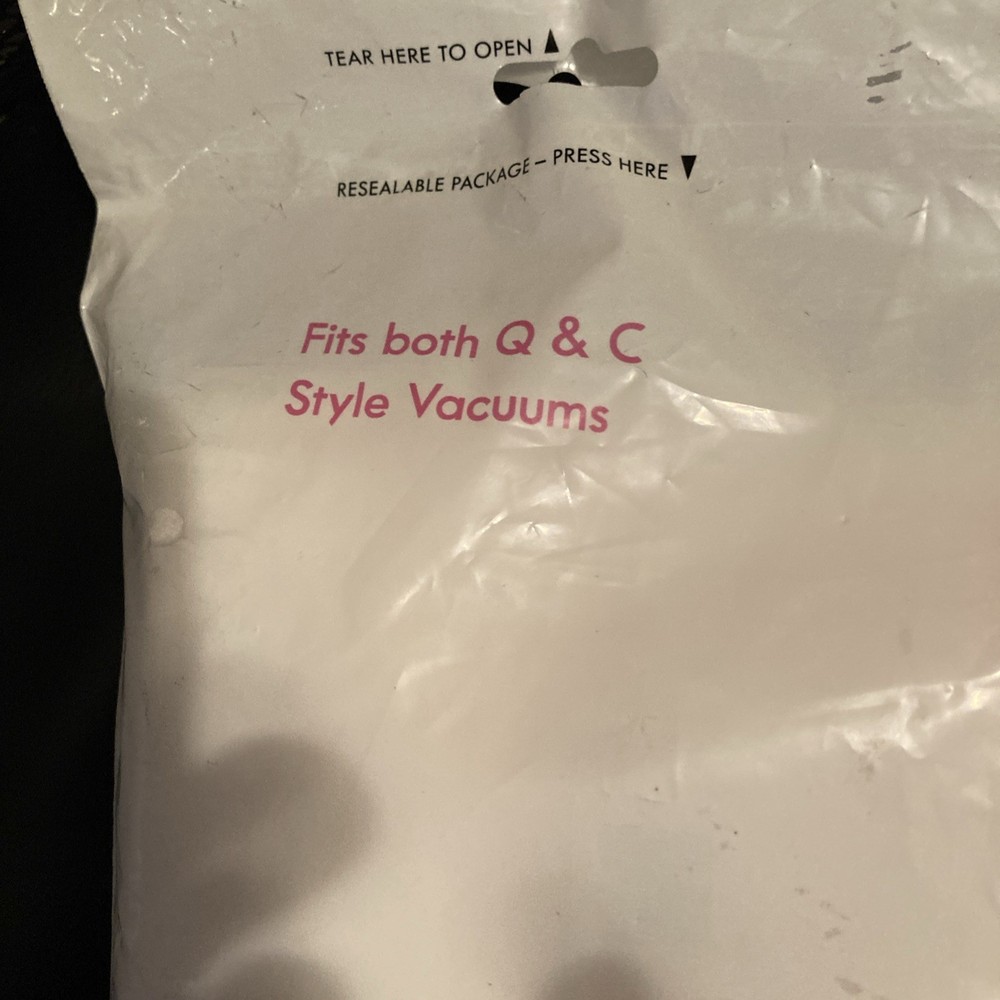 TEAR HERE TO OPEN ▲
RESEALABLE PACKAGE – PRESS HERE ▼
Fits both Q & C
Style Vacuums